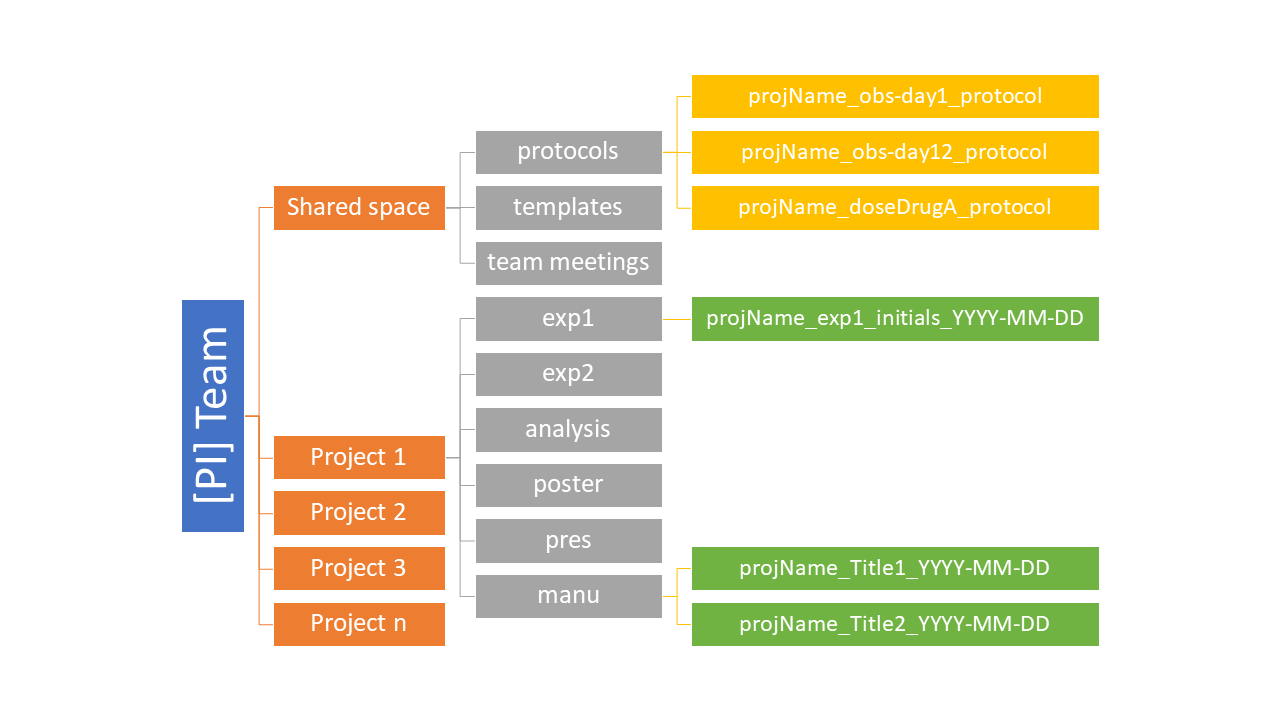 [PI] Team
Shared space
protocols
projName_obs-day1_protocol
projName_obs-day12_protocol
projName_doseDrugA_protocol
templates
team meetings
Project 1
exp1
projName_exp1_initials_YYYY-MM-DD
exp2
analysis
poster
pres
manu
projName_Title1_YYYY-MM-DD
projName_Title2_YYYY-MM-DD
Project 2
Project 3
Project n